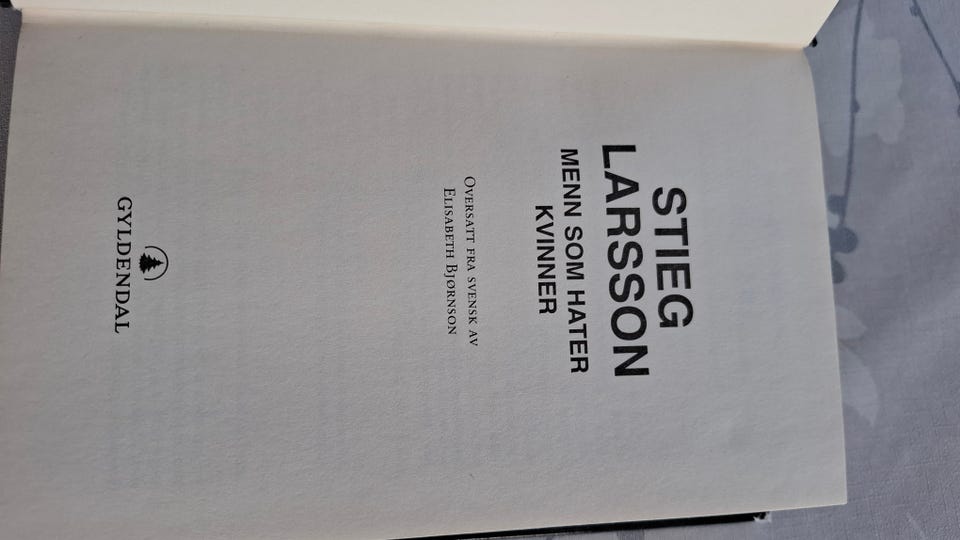 STIEG
LARSSON
MENN SOM HATER
KVINNER
OVERSATT FRA SVENSK AV
ELISABETH BJØRNSON
GYLDENDAL